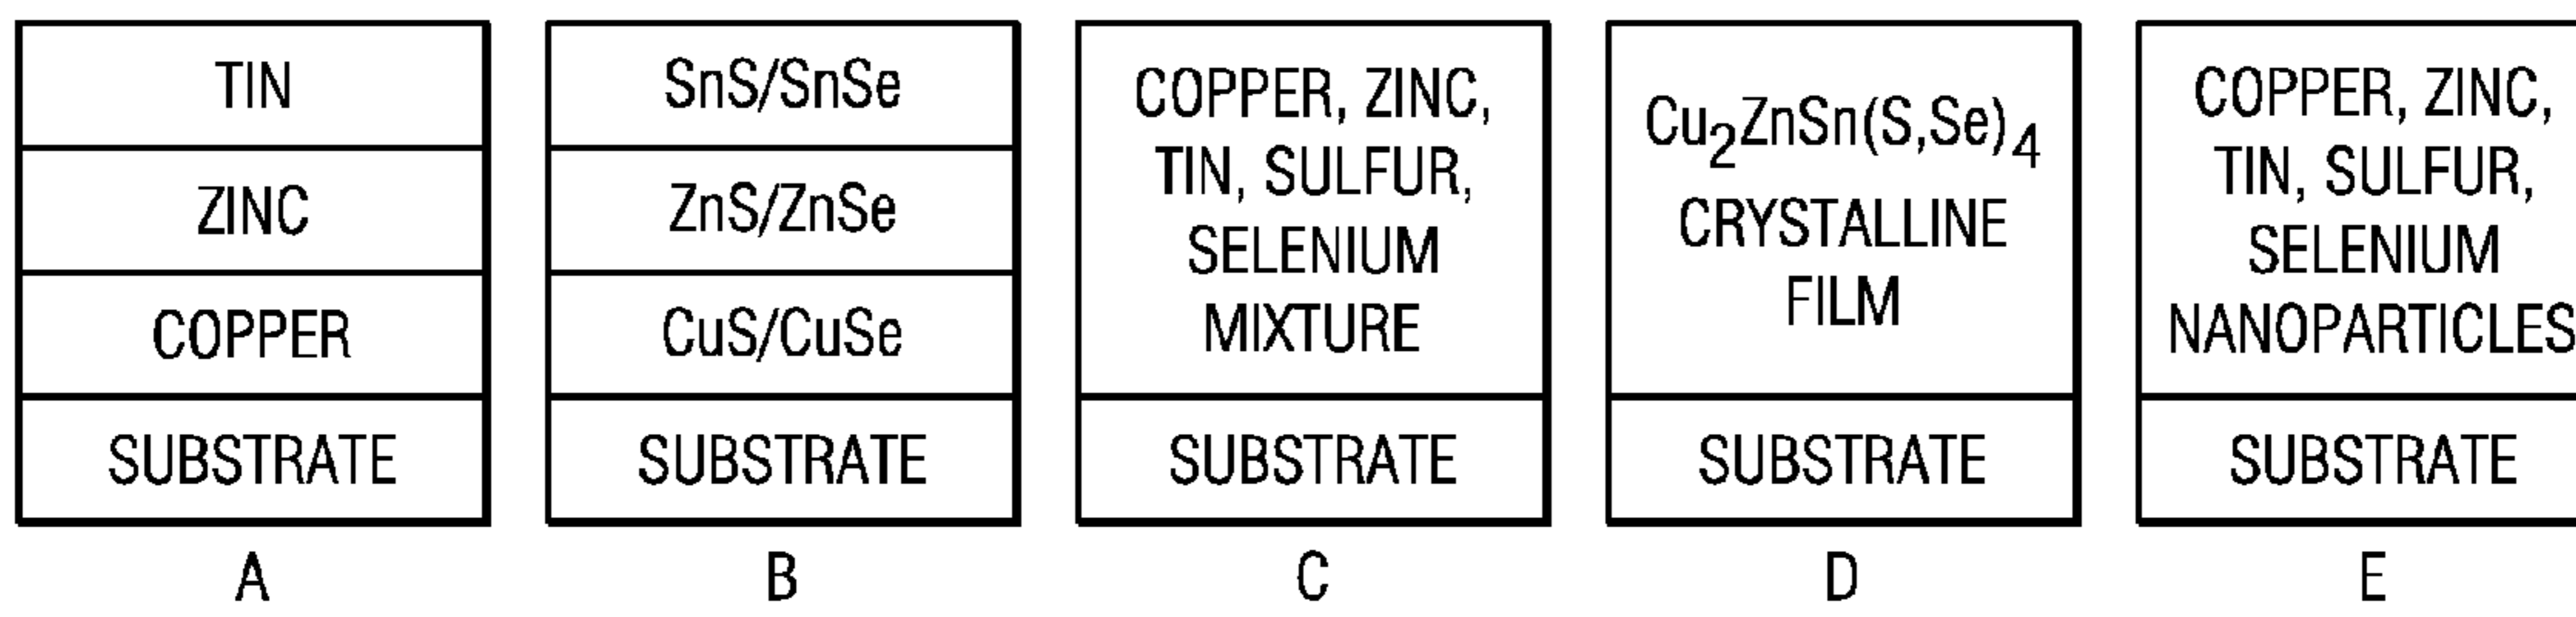 TIN
ZINC
COPPER
SUBSTRATE
A
SnS/SnSe
ZnS/ZnSe
CuS/CuSe
SUBSTRATE
B
COPPER, ZINC,
TIN, SULFUR,
SELENIUM
MIXTURE
SUBSTRATE
C
Cu2ZnSn(S,Se)4
CRYSTALLINE
FILM
SUBSTRATE
D
COPPER, ZINC,
TIN, SULFUR,
SELENIUM
NANOPARTICLES
SUBSTRATE
E